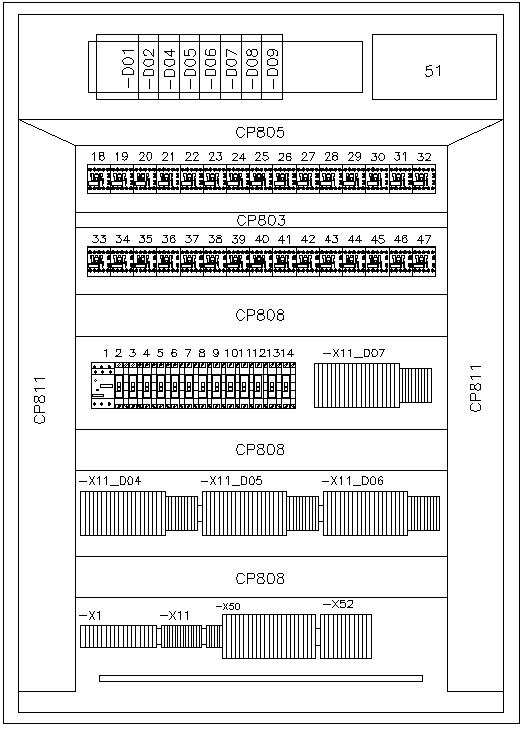 -D01 -D02 -D04 -D05 -D06 -D07 -D08 -D09
51
CP805
18 19 20 21 22 23 24 25 26 27 28 29 30 31 32
CP803
33 34 35 36 37 38 39 40 41 42 43 44 45 46 47
CP808
1 2 3 4 5 6 7 8 9 10 11 12 13 14
-X11_D07
CP811
CP811
CP808
-X11_D04 -X11_D05 -X11_D06
CP808
-X1 -X11 -X50 -X52